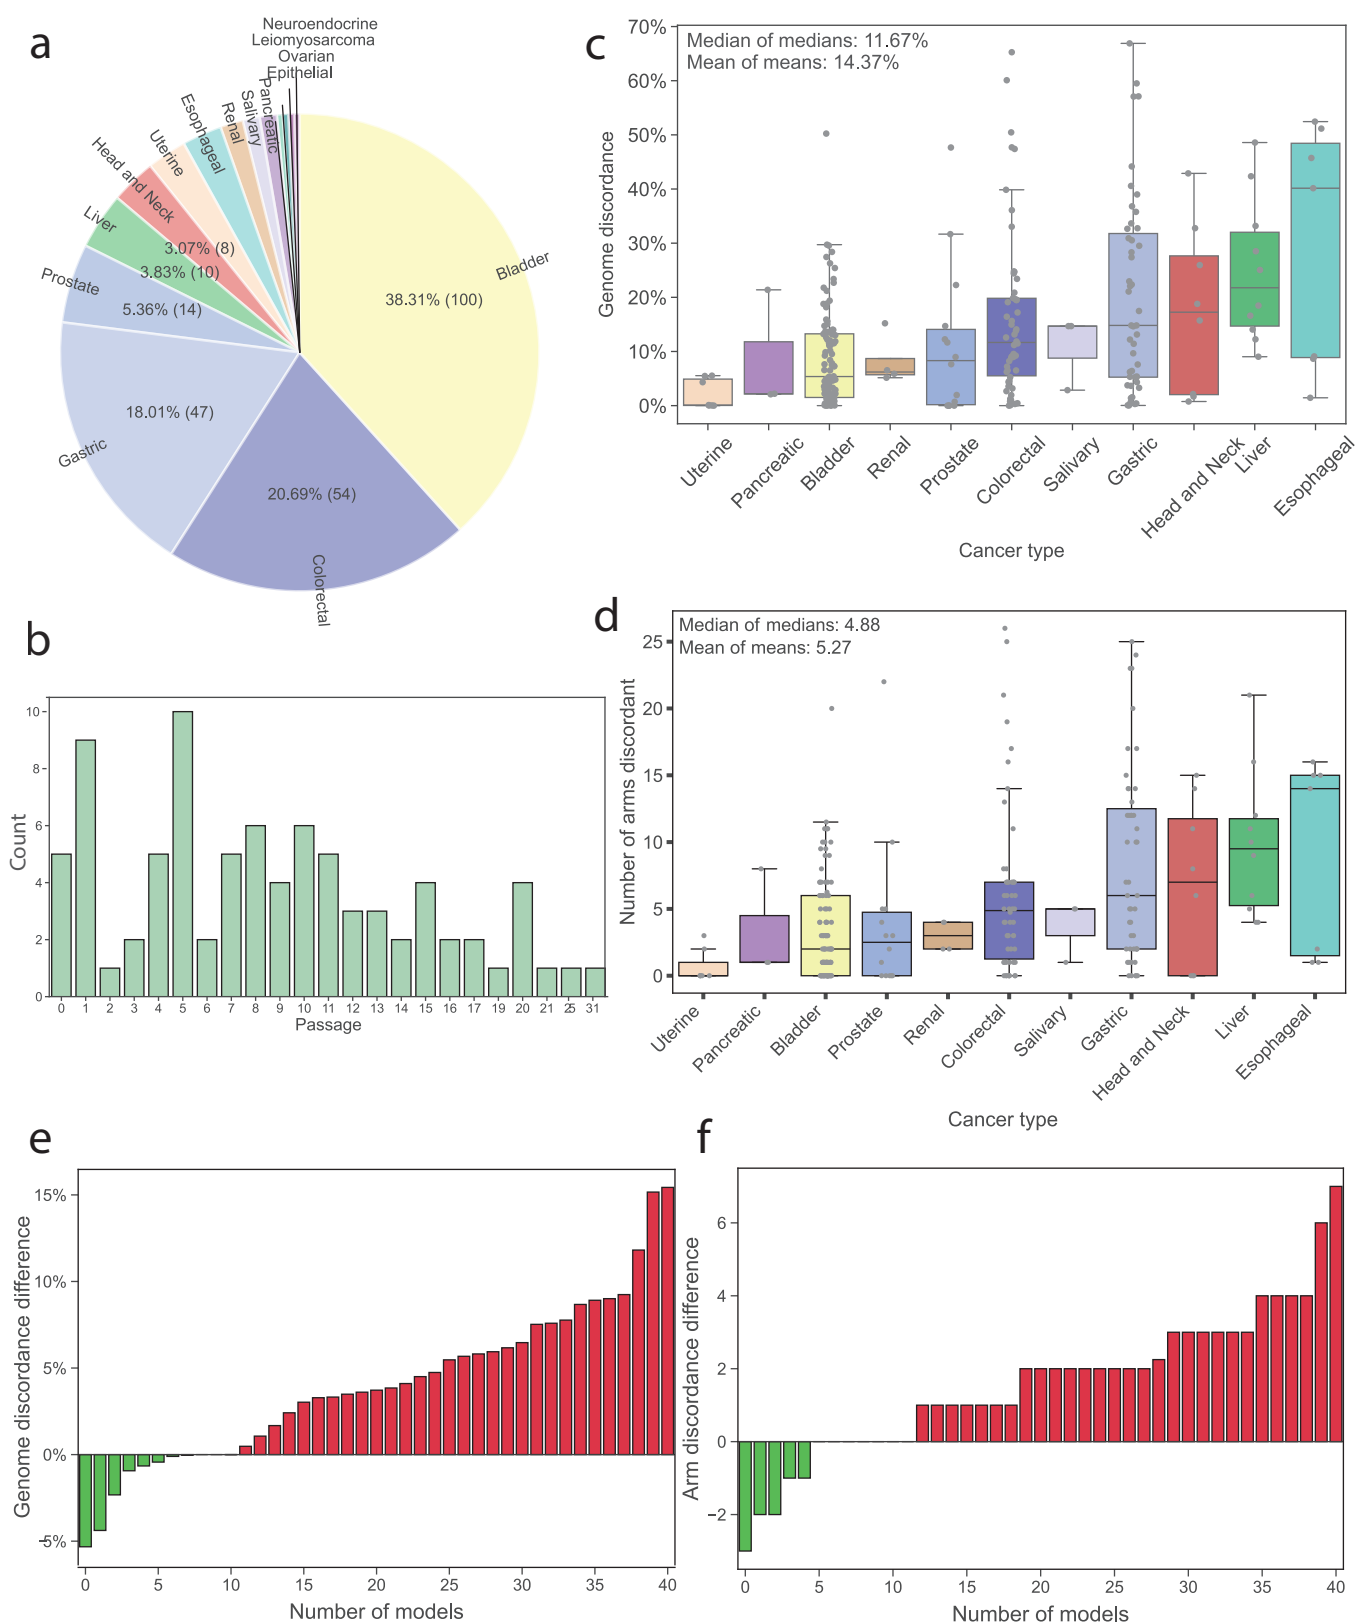 a
Neuroendocrine
Leiomyosarcoma
Ovarian
Epithelial
Pancreatic
Salivary
Renal
Esophageal
Uterine
Head and Neck
Liver
Prostate
Gastric
Colorectal
Bladder
3.07% (8)
3.83% (10)
5.36% (14)
18.01% (47)
20.69% (54)
38.31% (100)
b
Count
10
8
6
4
2
0
0 1 2 3 4 5 6 7 8 9 10 11 12 13 14 15 16 17 19 20 21 25 31
Passage
c
Median of medians: 11.67%
Mean of means: 14.37%
Genome discordance
70%
60%
50%
40%
30%
20%
10%
0%
Uterine
Pancreatic
Bladder
Renal
Prostate
Colorectal
Salivary
Gastric
Head and Neck
Liver
Esophageal
Cancer type
d
Median of medians: 4.88
Mean of means: 5.27
Number of arms discordant
25
20
15
10
5
0
Uterine
Pancreatic
Bladder
Prostate
Renal
Colorectal
Salivary
Gastric
Head and Neck
Liver
Esophageal
Cancer type
e
Genome discordance difference
15%
10%
5%
0%
−5%
0 5 10 15 20 25 30 35 40
Number of models
f
Arm discordance difference
6
4
2
0
−2
0 5 10 15 20 25 30 35 40
Number of models